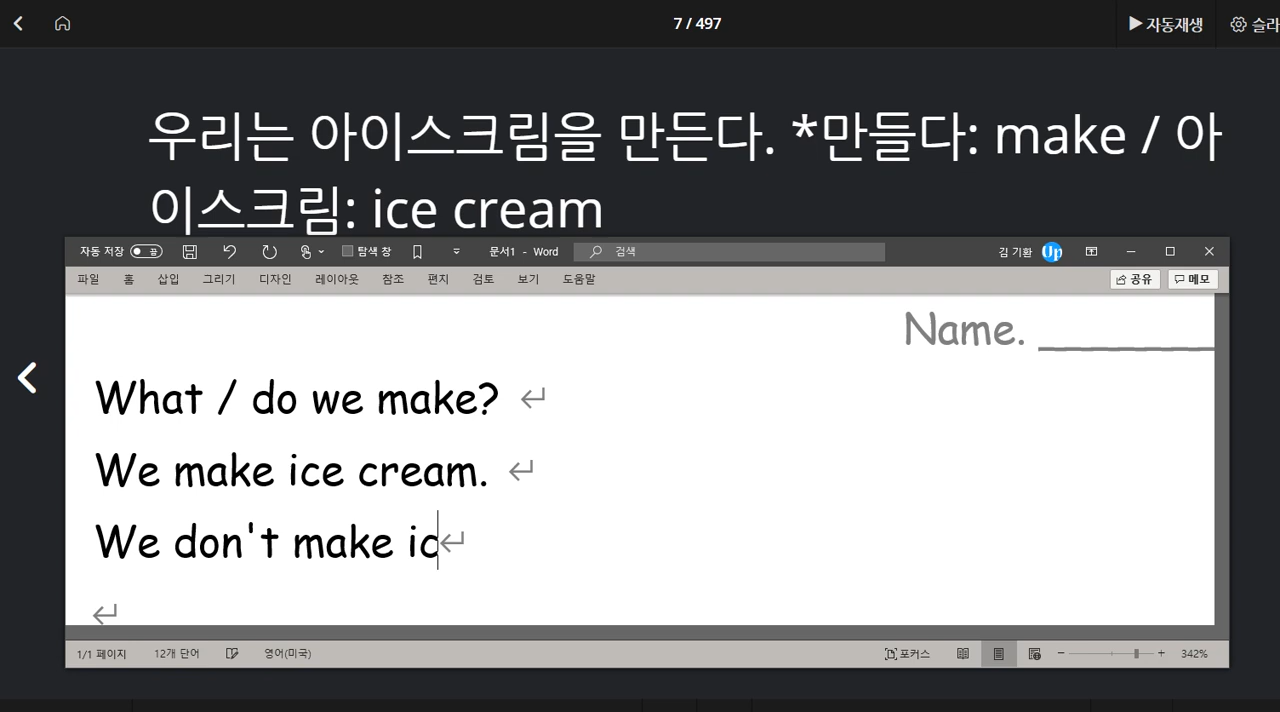 7 / 497
▶ 자동재생
슬라
우리는 아이스크림을 만든다. *만들다: make / 아
이스크림: ice cream
자동 저장 끔 탐색 창 문서1 - Word 검색 김 기환 Up
파일 홈 삽입 그리기 디자인 레이아웃 참조 편지 검토 보기 도움말 공유 메모
Name. ________
What / do we make?
We make ice cream.
We don't make ic
1/1 페이지 12개 단어 영어(미국) 포커스 342%